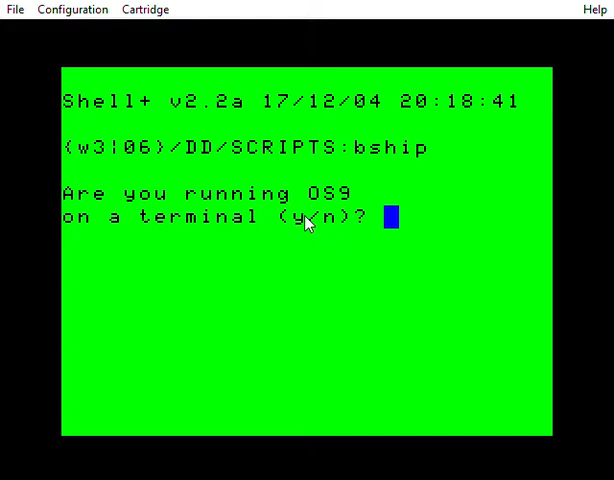 File Configuration Cartridge Help
Shell+ v2.2a 17/12/04 20:18:41
{w3|06}/DD/SCRIPTS:bship
Are you running OS9
on a terminal (y/n)?